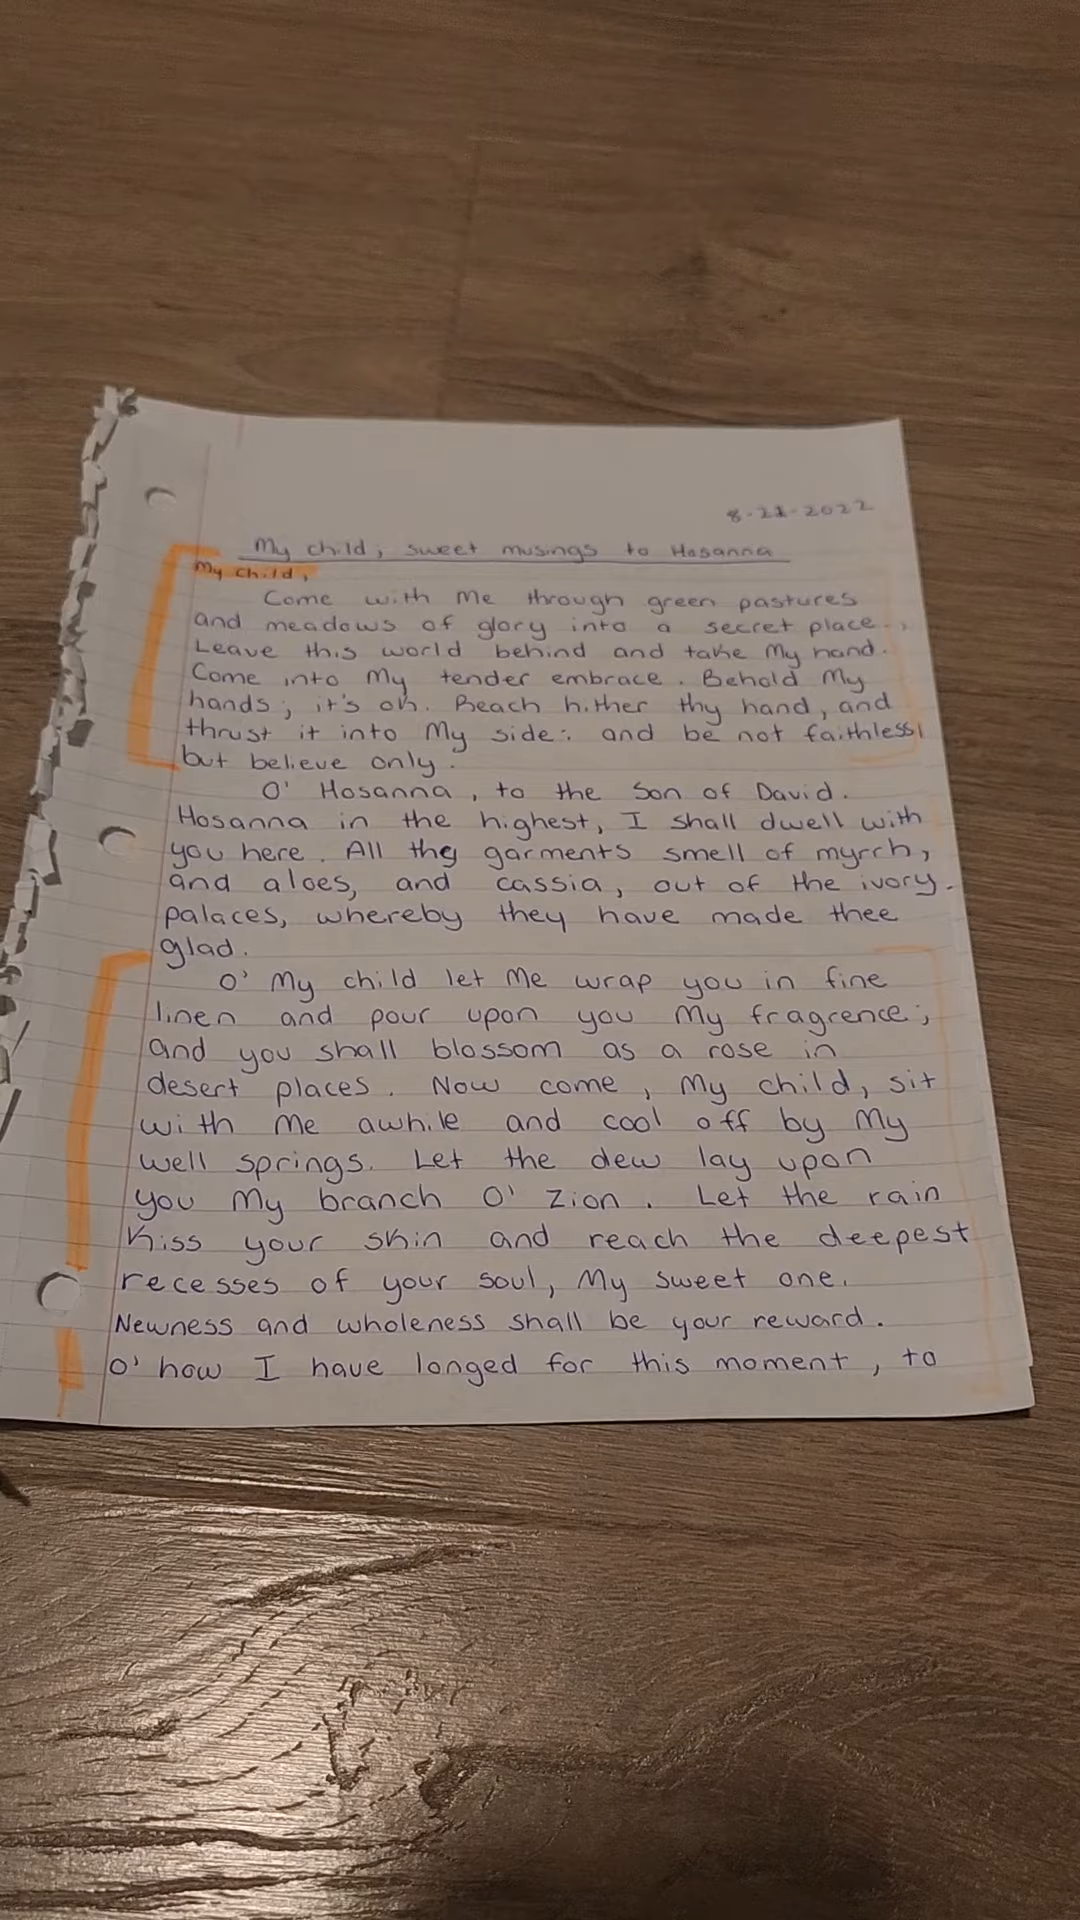 8-21-2022
My child; sweet musings to Hosanna
My child,
Come with Me through green pastures
and meadows of glory into a secret place.
Leave this world behind and take My hand.
Come into My tender embrace. Behold My
hands; it's oh. Reach hither thy hand, and
thrust it into My side: and be not faithless,
but believe only.
O' Hosanna, to the Son of David.
Hosanna in the highest, I shall dwell with
you here. All thy garments smell of myrrh,
and aloes, and cassia, out of the ivory
palaces, whereby they have made thee
glad.
O' My child let Me wrap you in fine
linen and pour upon you My fragrence;
and you shall blossom as a rose in
desert places. Now come, My child, sit
with Me awhile and cool off by My
well springs. Let the dew lay upon
you My branch O' Zion. Let the rain
kiss your skin and reach the deepest
recesses of your soul, My sweet one.
Newness and wholeness shall be your reward.
O' how I have longed for this moment, to